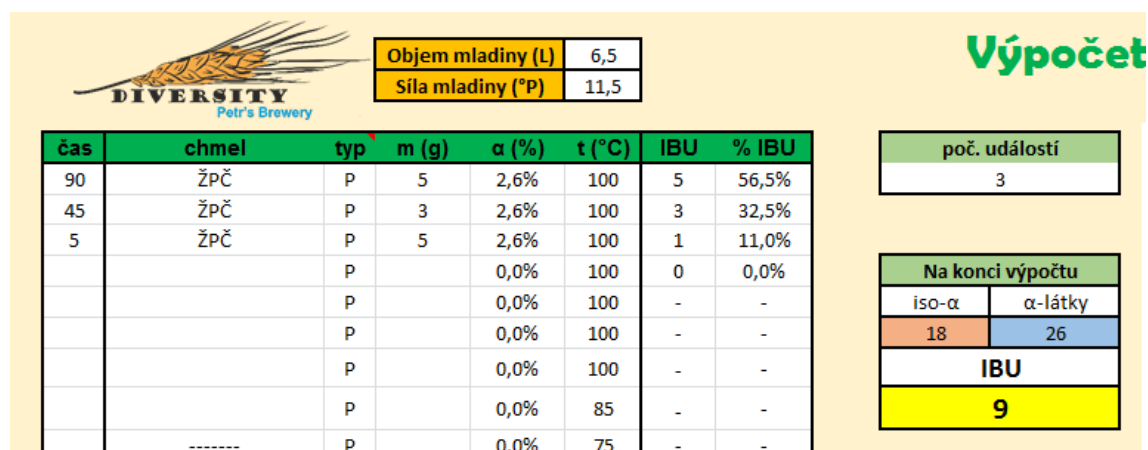 Objem mladiny (L) 6,5
Výpočet
Síla mladiny (°P) 11,5
DIVERSITY
Petr's Brewery
čas chmel typ m (g) α (%) t (°C) IBU % IBU
poč. událostí
90 ŽPČ P 5 2,6% 100 5 56,5%
3
45 ŽPČ P 3 2,6% 100 3 32,5%
5 ŽPČ P 5 2,6% 100 1 11,0%
P 0,0% 100 0 0,0%
Na konci výpočtu
P 0,0% 100 - -
iso-α α-látky
P 0,0% 100 - -
18 26
P 0,0% 100 - -
IBU
P 0,0% 85 - -
9
------- P 0,0% 75 - -